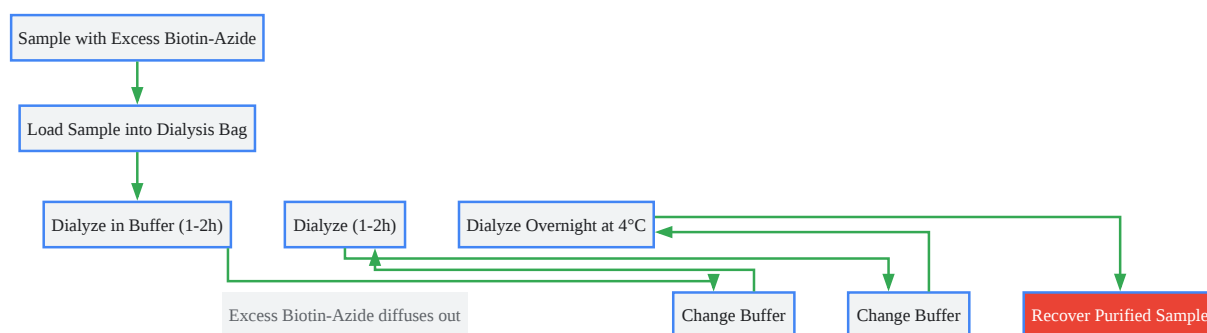 Sample with Excess Biotin-Azide
Load Sample into Dialysis Bag
Dialyze in Buffer (1-2h)
Dialyze (1-2h)
Dialyze Overnight at 4°C
Excess Biotin-Azide diffuses out
Change Buffer
Change Buffer
Recover Purified Sample